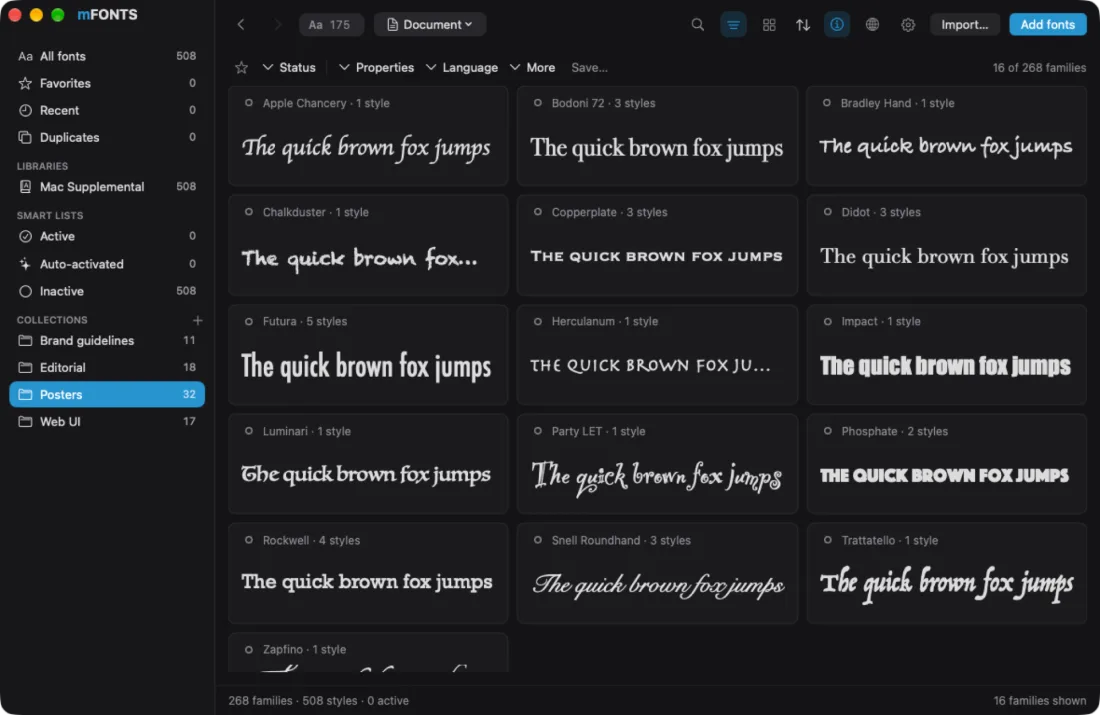 mFONTS
Aa All fonts 508
Favorites 0
Recent 0
Duplicates 0
LIBRARIES
Mac Supplemental 508
SMART LISTS
Active 0
Auto-activated 0
Inactive 508
COLLECTIONS +
Brand guidelines 11
Editorial 18
Posters 32
Web UI 17
Aa 175 Document Import... Add fonts
Status Properties Language More Save... 16 of 268 families
Apple Chancery · 1 style
The quick brown fox jumps
Bodoni 72 · 3 styles
The quick brown fox jumps
Bradley Hand · 1 style
The quick brown fox jumps
Chalkduster · 1 style
The quick brown fox...
Copperplate · 3 styles
THE QUICK BROWN FOX JUMPS
Didot · 3 styles
The quick brown fox jumps
Futura · 5 styles
The quick brown fox jumps
Herculanum · 1 style
THE QUICK BROWN FOX JU...
Impact · 1 style
The quick brown fox jumps
Luminari · 1 style
The quick brown fox jumps
Party LET · 1 style
The quick brown fox jumps
Phosphate · 2 styles
THE QUICK BROWN FOX JUMPS
Rockwell · 4 styles
The quick brown fox jumps
Snell Roundhand · 3 styles
The quick brown fox jumps
Trattatello · 1 style
The quick brown fox jumps
Zapfino · 1 style
268 families · 508 styles · 0 active 16 families shown